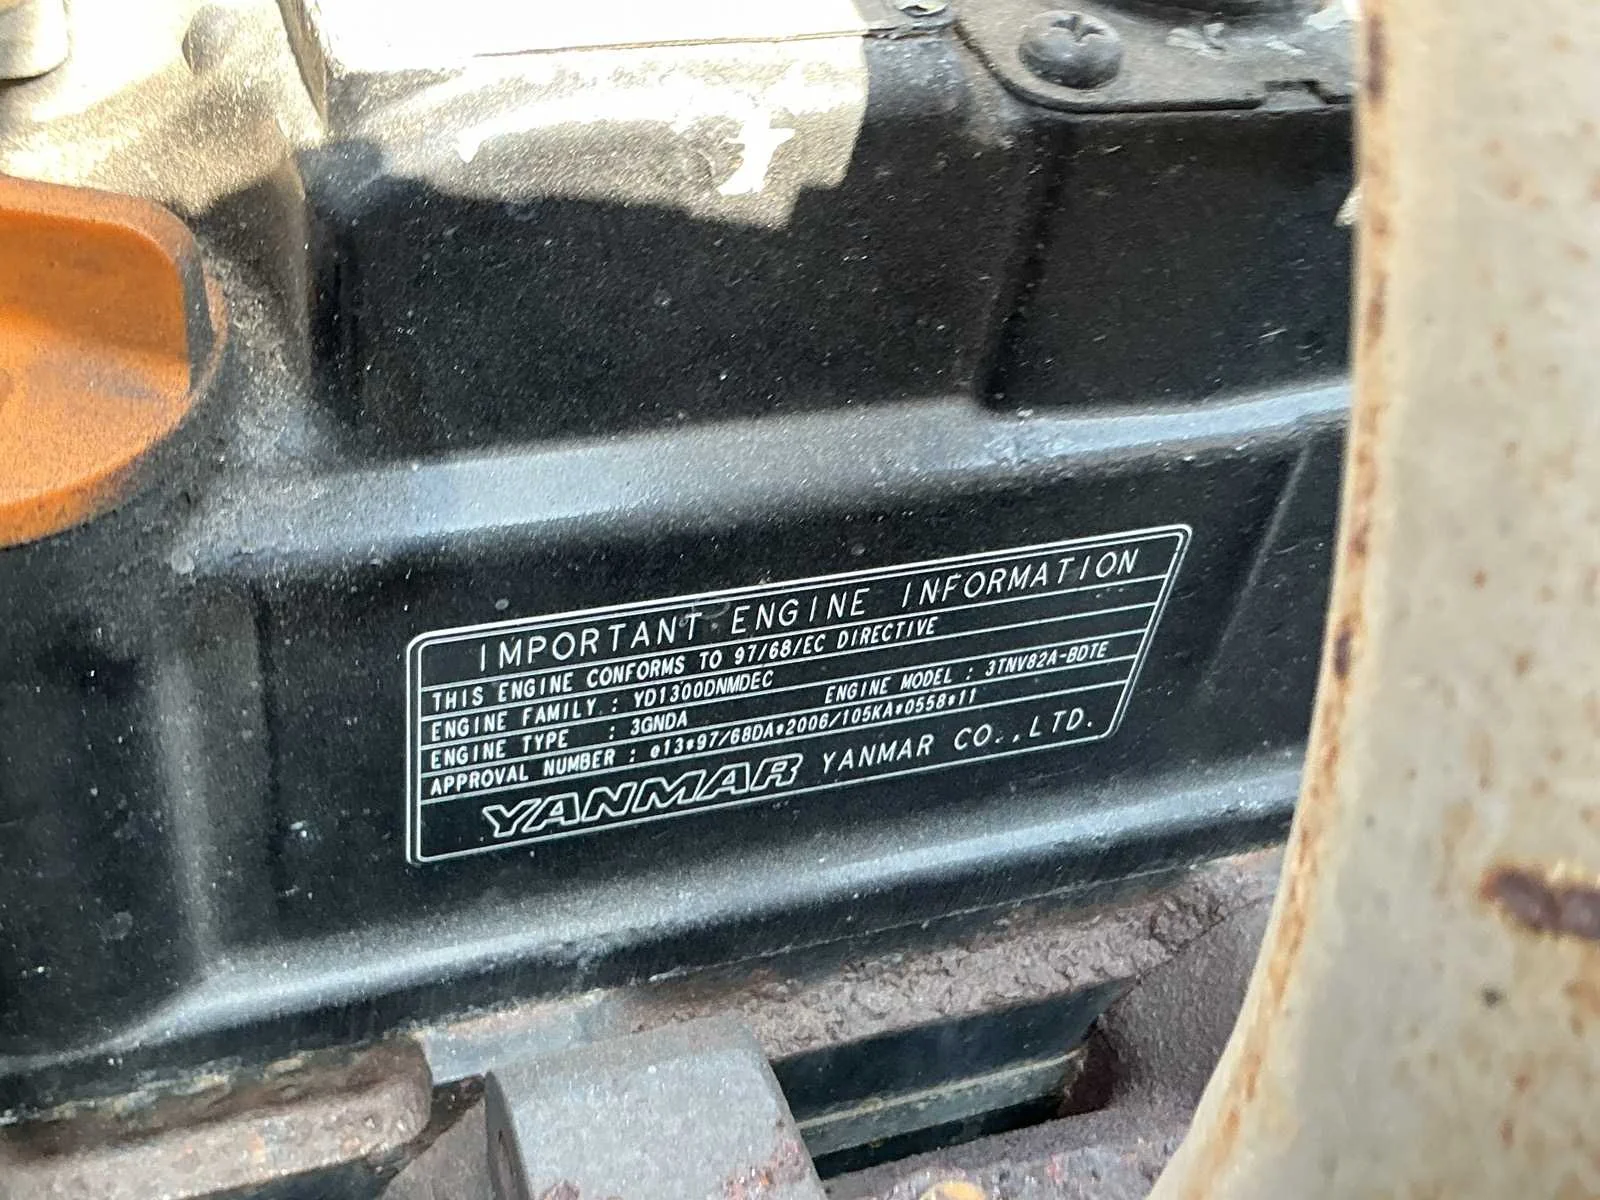 IMPORTANT ENGINE INFORMATION
THIS ENGINE CONFORMS TO 97/68/EC DIRECTIVE
ENGINE FAMILY : YD1300DNMDEC
ENGINE TYPE : 3GNDA ENGINE MODEL : 3TNV82A-BDTE
APPROVAL NUMBER : e13*97/68DA*2006/105KA*0558*11
YANMAR YANMAR CO.,LTD.